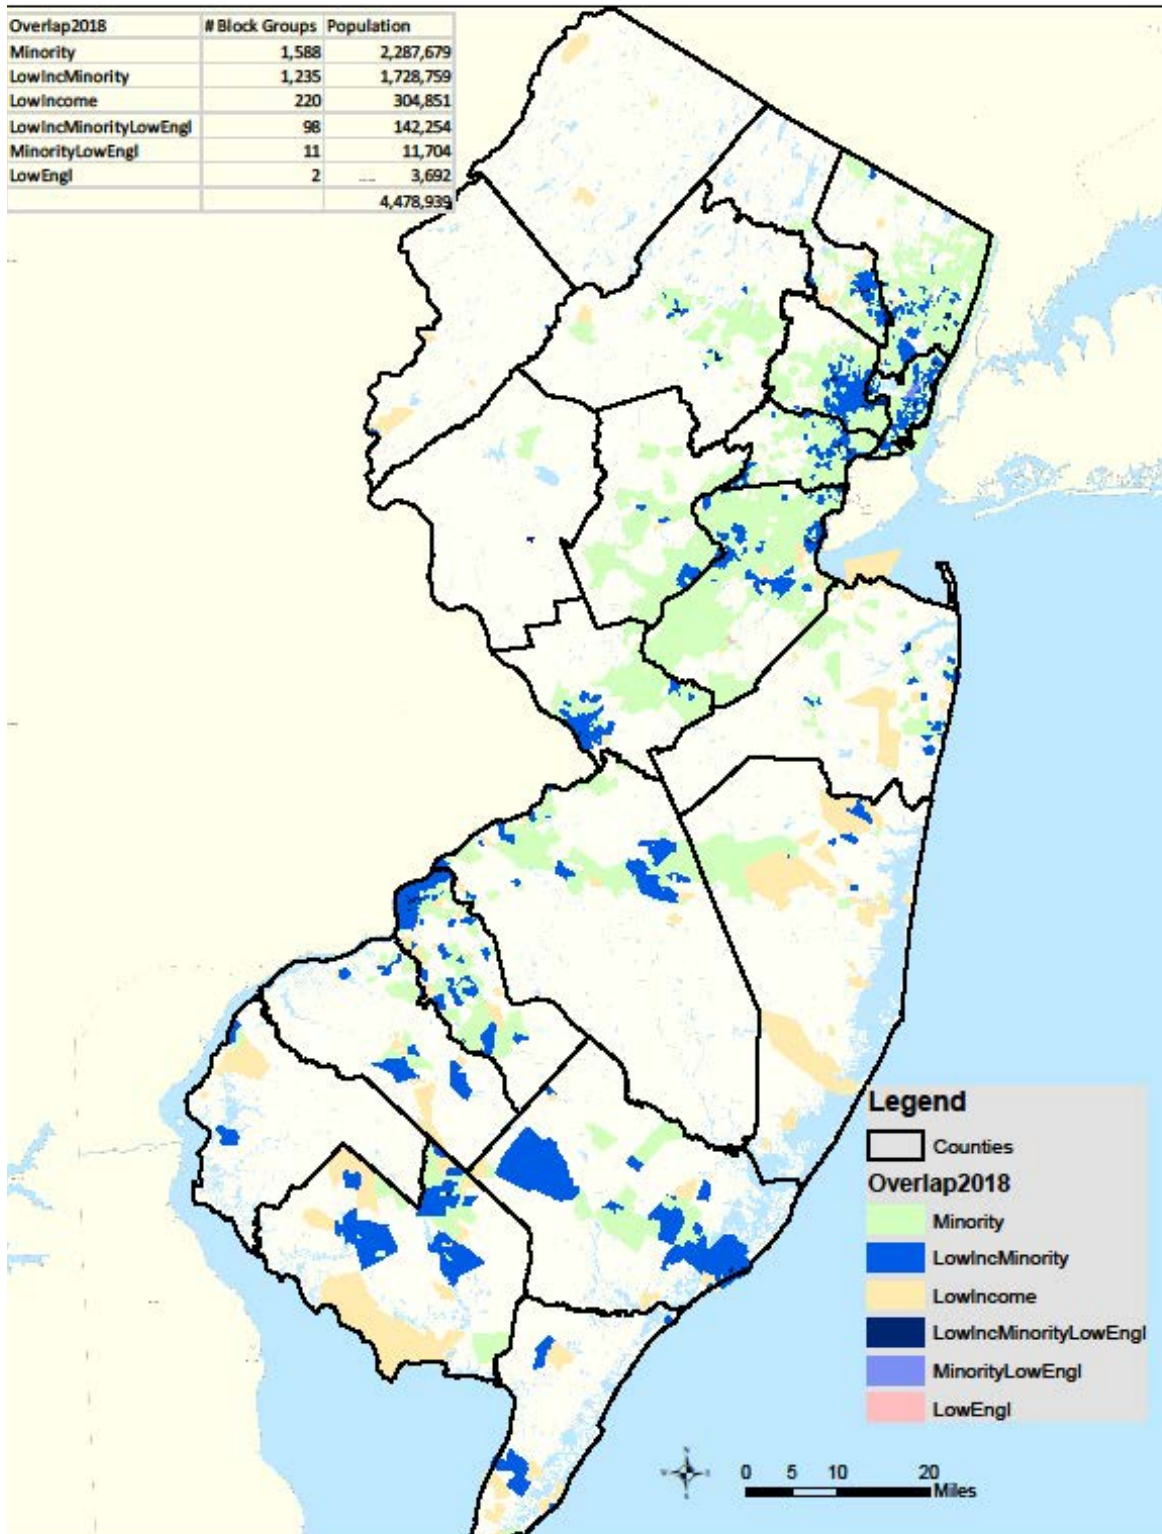 Overlap2018 # Block Groups Population
Minority 1,588 2,287,679
LowIncMinority 1,235 1,728,759
LowIncome 220 304,851
LowIncMinorityLowEngl 98 142,254
MinorityLowEngl 11 11,704
LowEngl 2 ..... 3,692
4,478,939
Legend
Counties
Overlap2018
Minority
LowIncMinority
LowIncome
LowIncMinorityLowEngl
MinorityLowEngl
LowEngl
0 5 10 20
Miles